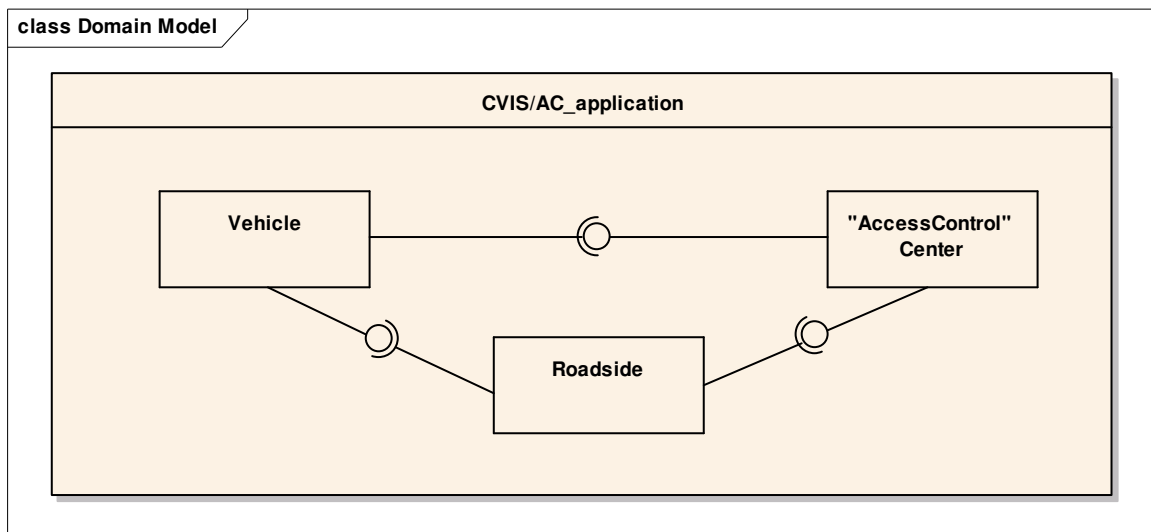 class Domain Model
CVIS/AC_application
Vehicle
"AccessControl"
Center
Roadside